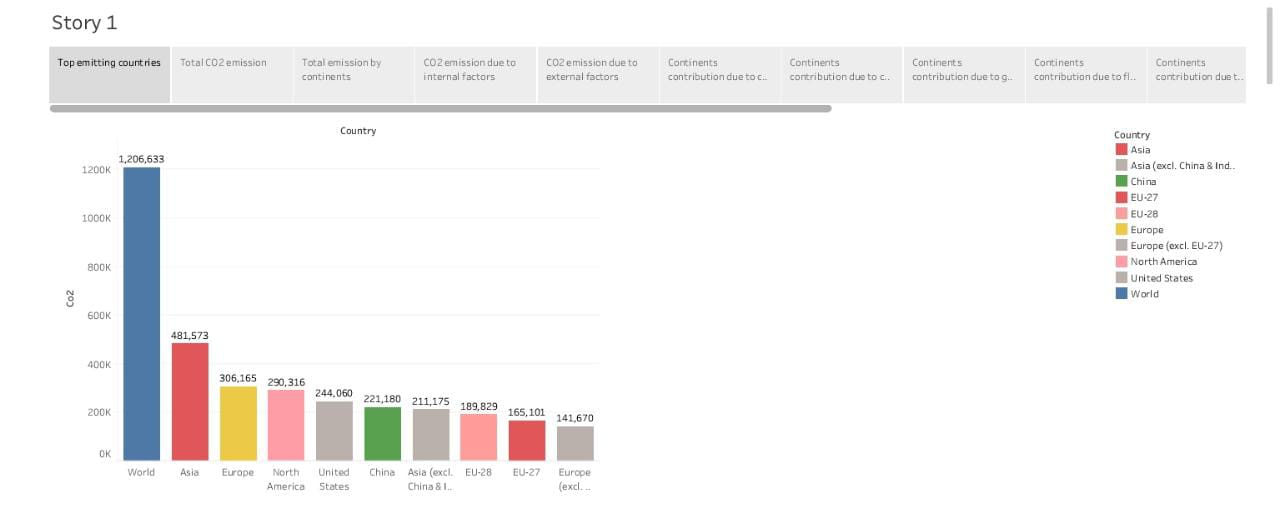 Story 1
Top emitting countries
Total CO2 emission
Total emission by
continents
CO2 emission due to
internal factors
CO2 emission due to
external factors
Continents
contribution due to c..
Continents
contribution due to c..
Continents
contribution due to g..
Continents
contribution due to fl..
Continents
contribution due t..
Country
1,206,633
1200K
1000K
800K
600K
400K
200K
0K
Co2
481,573
306,165
290,316
244,060
221,180
211,175
189,829
165,101
141,670
World
Asia
Europe
North
America
United
States
China
Asia (excl.
China & I..
EU-28
EU-27
Europe
(excl. ..
Country
Asia
Asia (excl. China & Ind..
China
EU-27
EU-28
Europe
Europe (excl. EU-27)
North America
United States
World